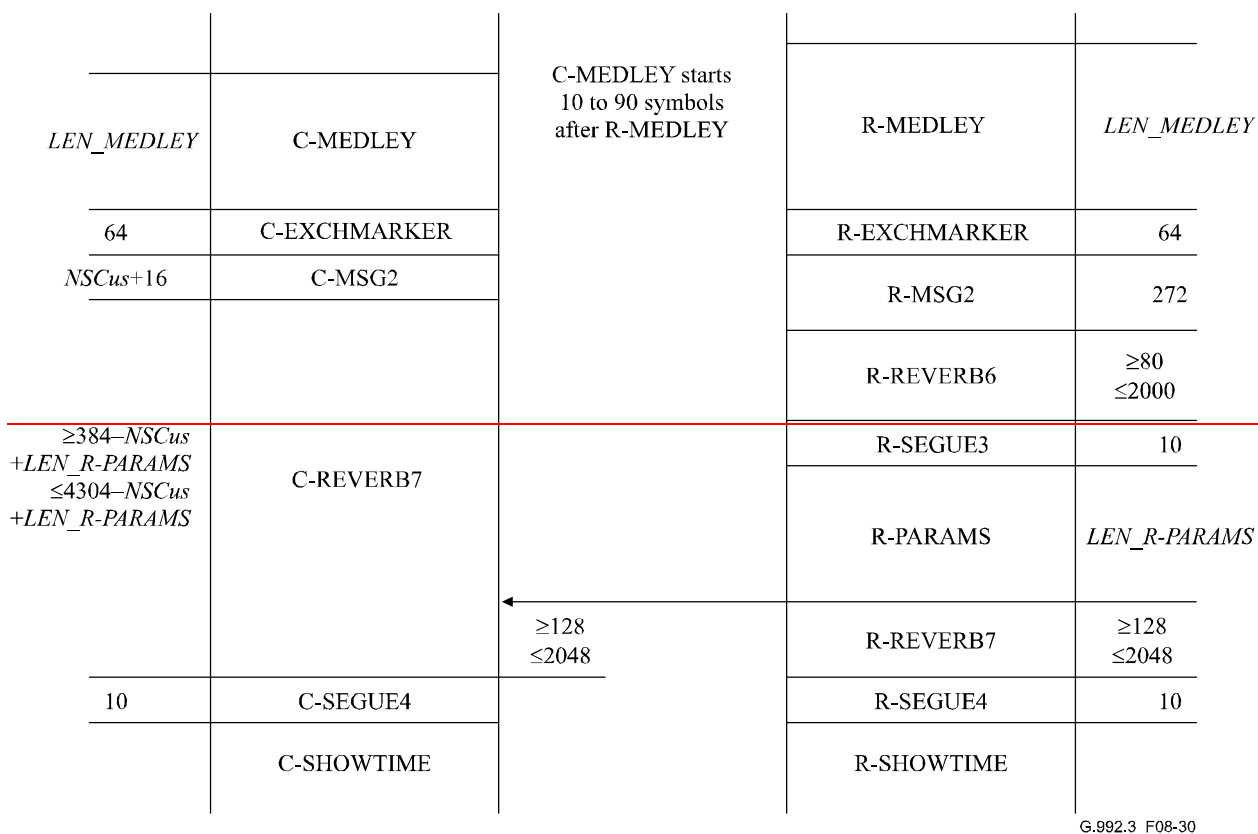 C-MEDLEY starts
10 to 90 symbols
after R-MEDLEY
LEN_MEDLEY C-MEDLEY R-MEDLEY LEN_MEDLEY
64 C-EXCHMARKER R-EXCHMARKER 64
NSCus+16 C-MSG2
R-MSG2 272
R-REVERB6
≥80
≤2000
≥384–NSCus
+LEN_R-PARAMS
≤4304–NSCus
+LEN_R-PARAMS
C-REVERB7
R-SEGUE3 10
R-PARAMS LEN_R-PARAMS
≥128
≤2048
R-REVERB7
≥128
≤2048
10 C-SEGUE4 R-SEGUE4 10
C-SHOWTIME R-SHOWTIME
G.992.3_F08-30